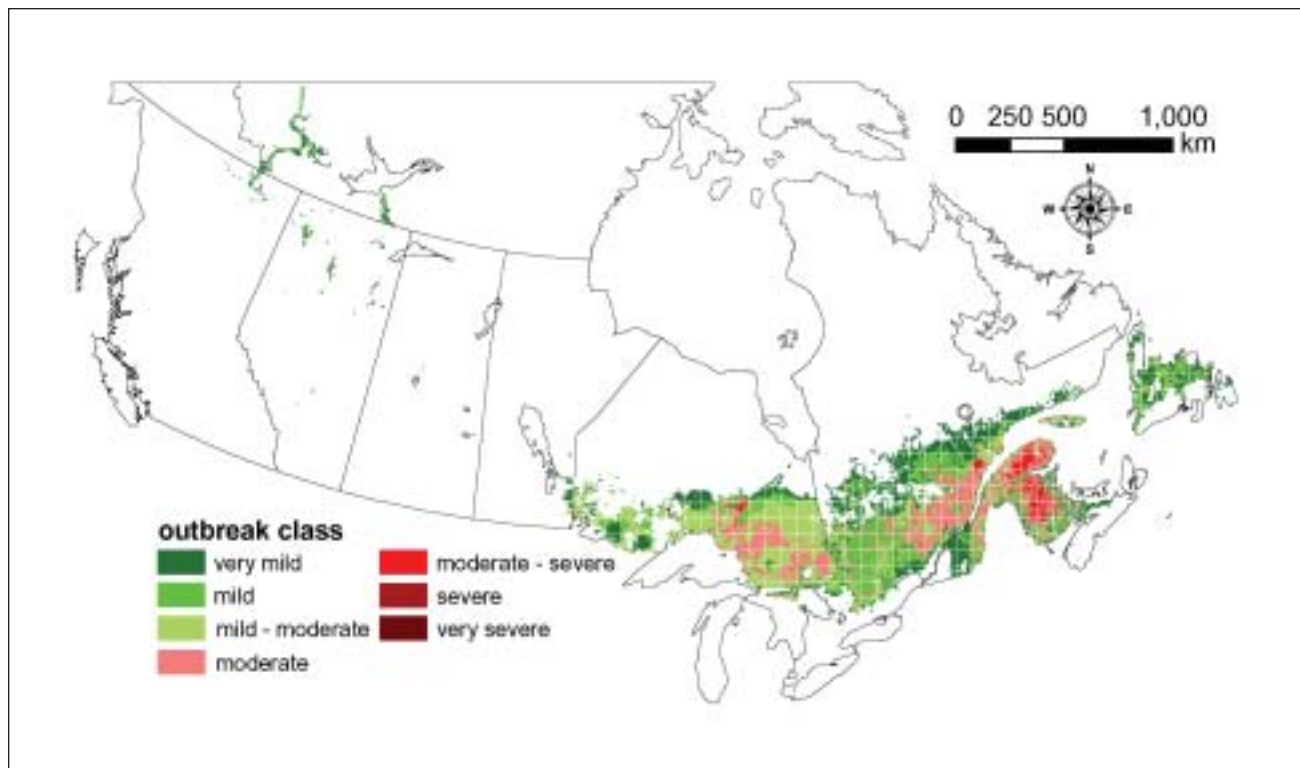 0 250 500 1,000
km
N
W E
S
outbreak class
very mild
mild
mild - moderate
moderate
moderate - severe
severe
very severe